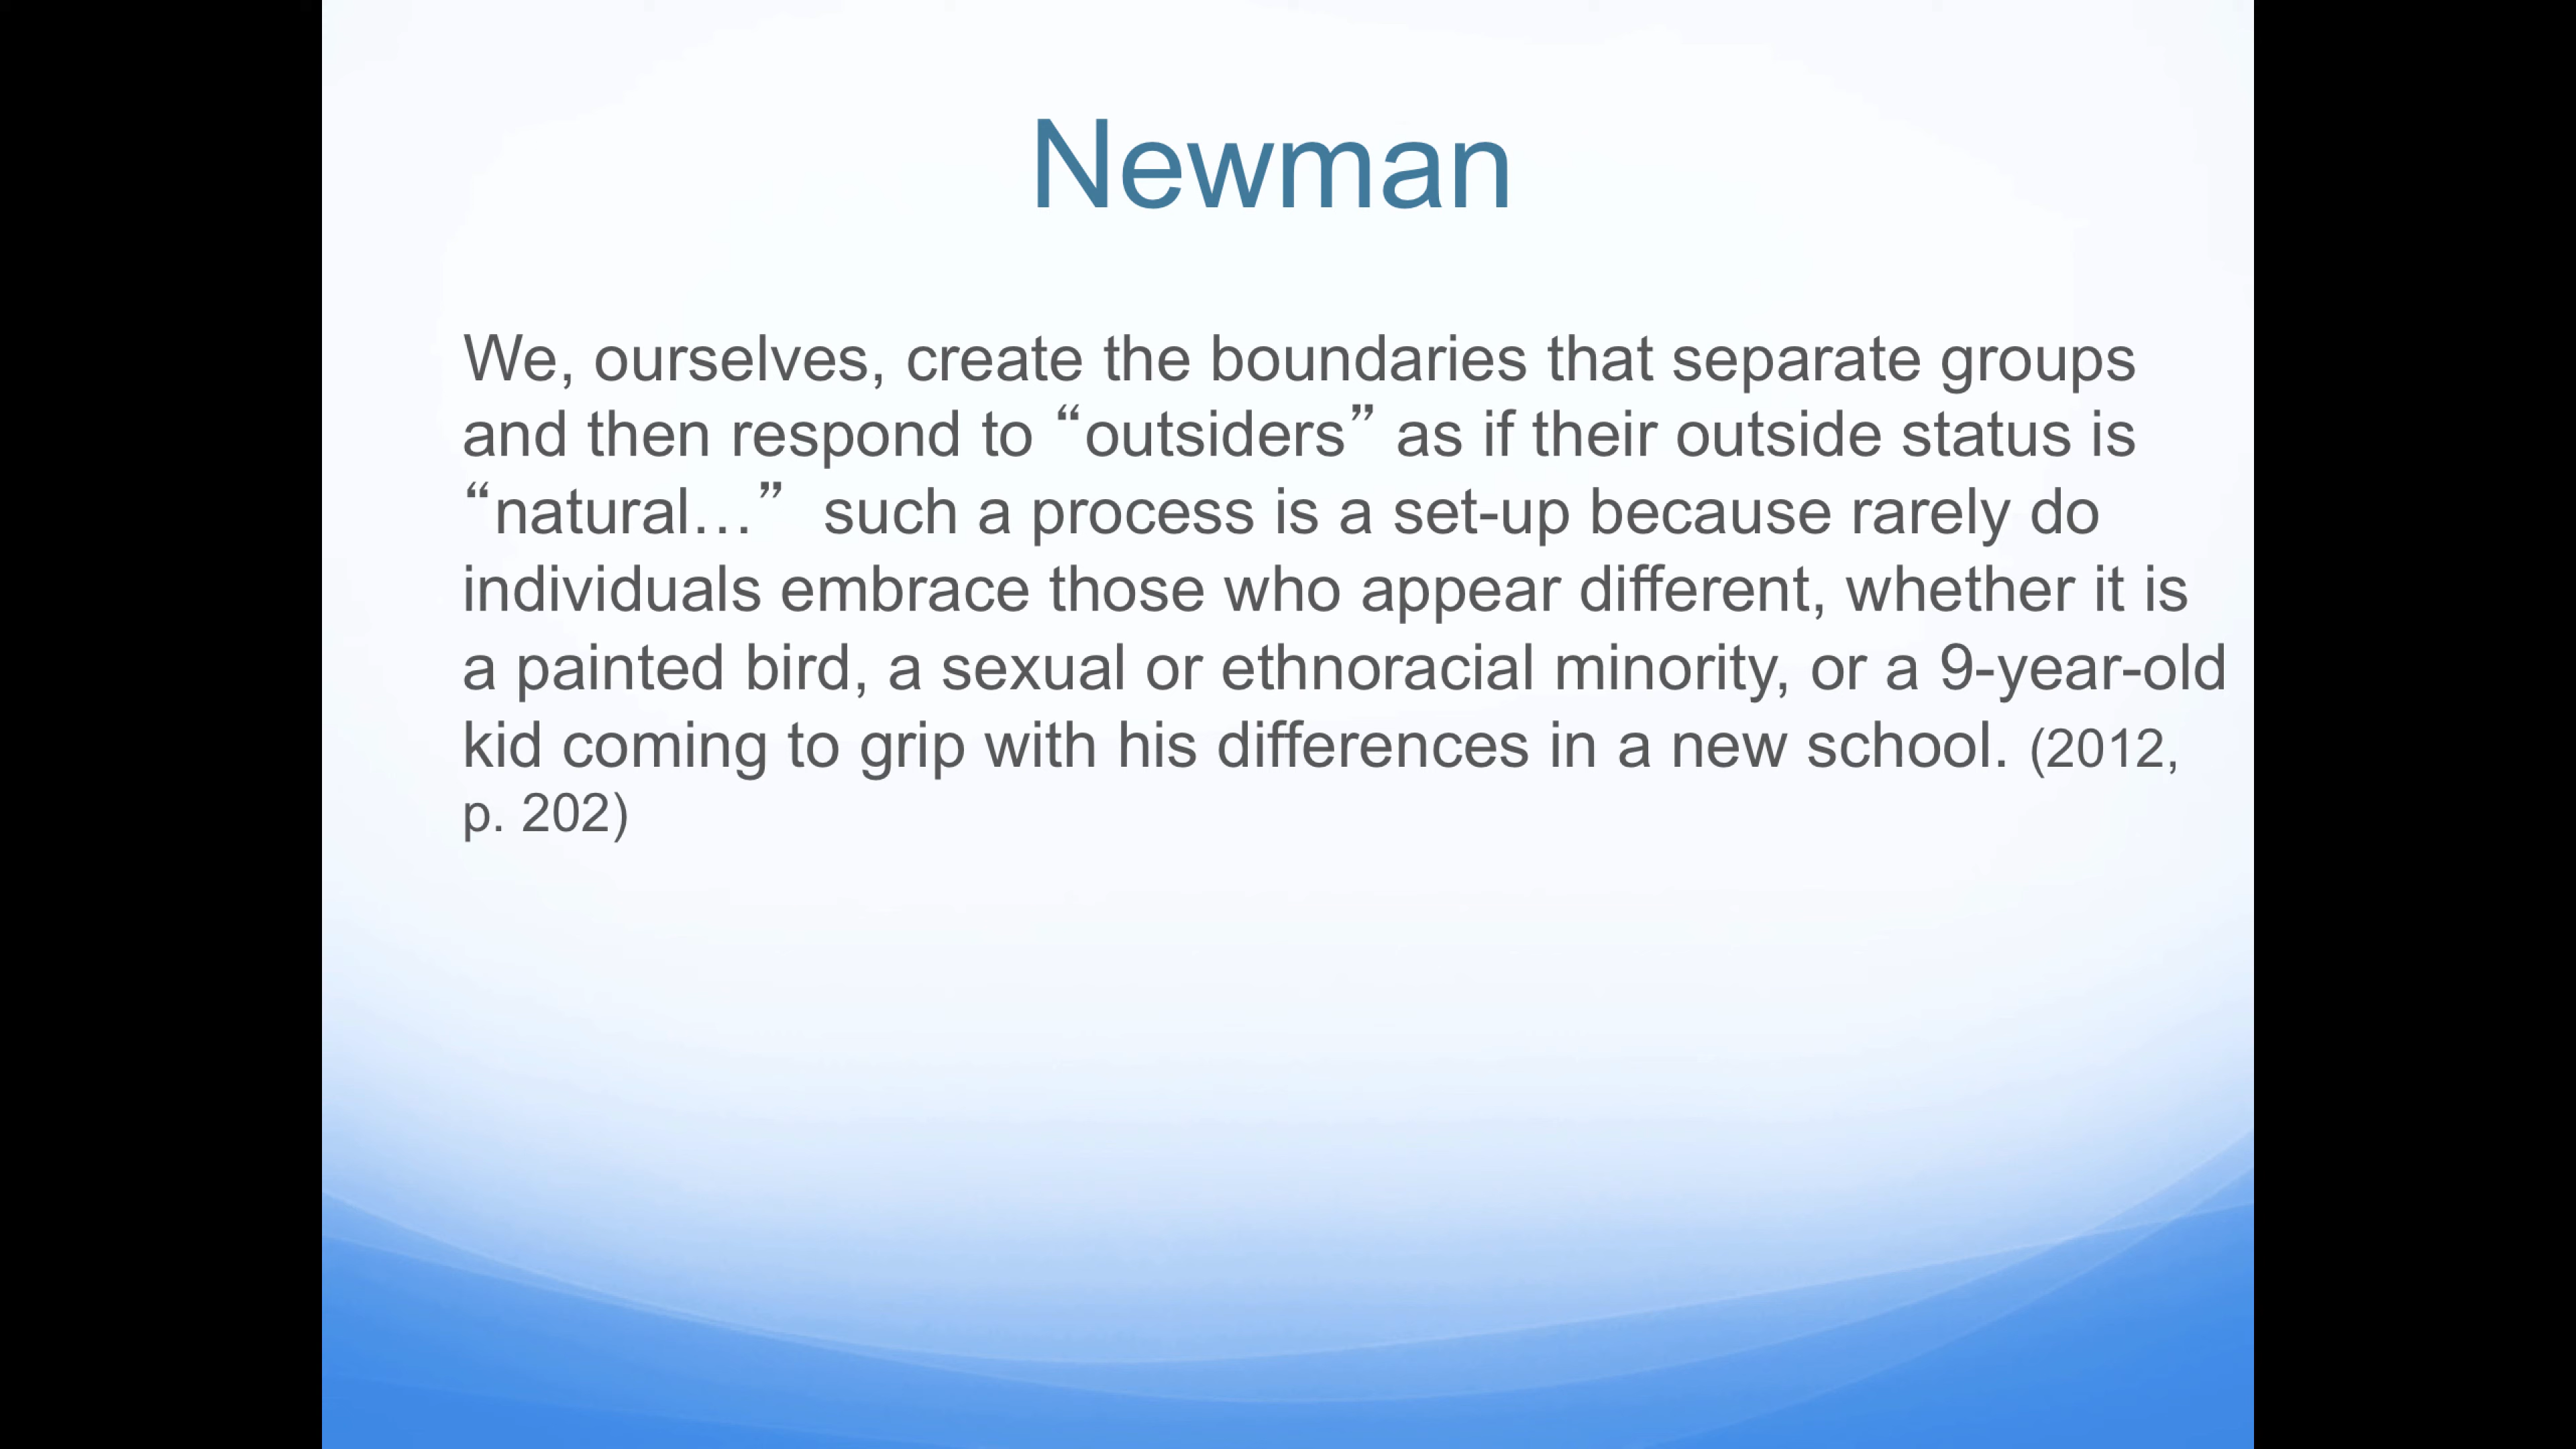 Newman
We, ourselves, create the boundaries that separate groups
and then respond to “outsiders” as if their outside status is
“natural…” such a process is a set-up because rarely do
individuals embrace those who appear different, whether it is
a painted bird, a sexual or ethnoracial minority, or a 9-year-old
kid coming to grip with his differences in a new school. (2012,
p. 202)